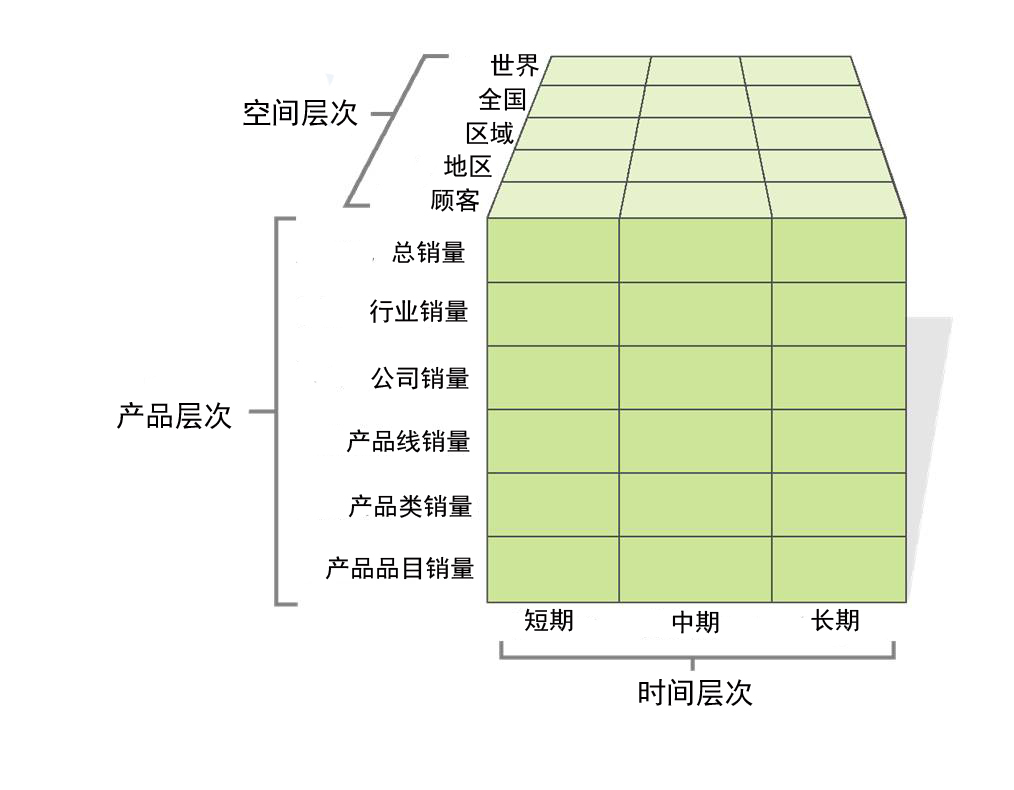 世界
全国
空间层次
区域
地区
顾客
总销量
行业销量
公司销量
产品层次
产品线销量
产品类销量
产品品目销量
短期
中期
长期
时间层次